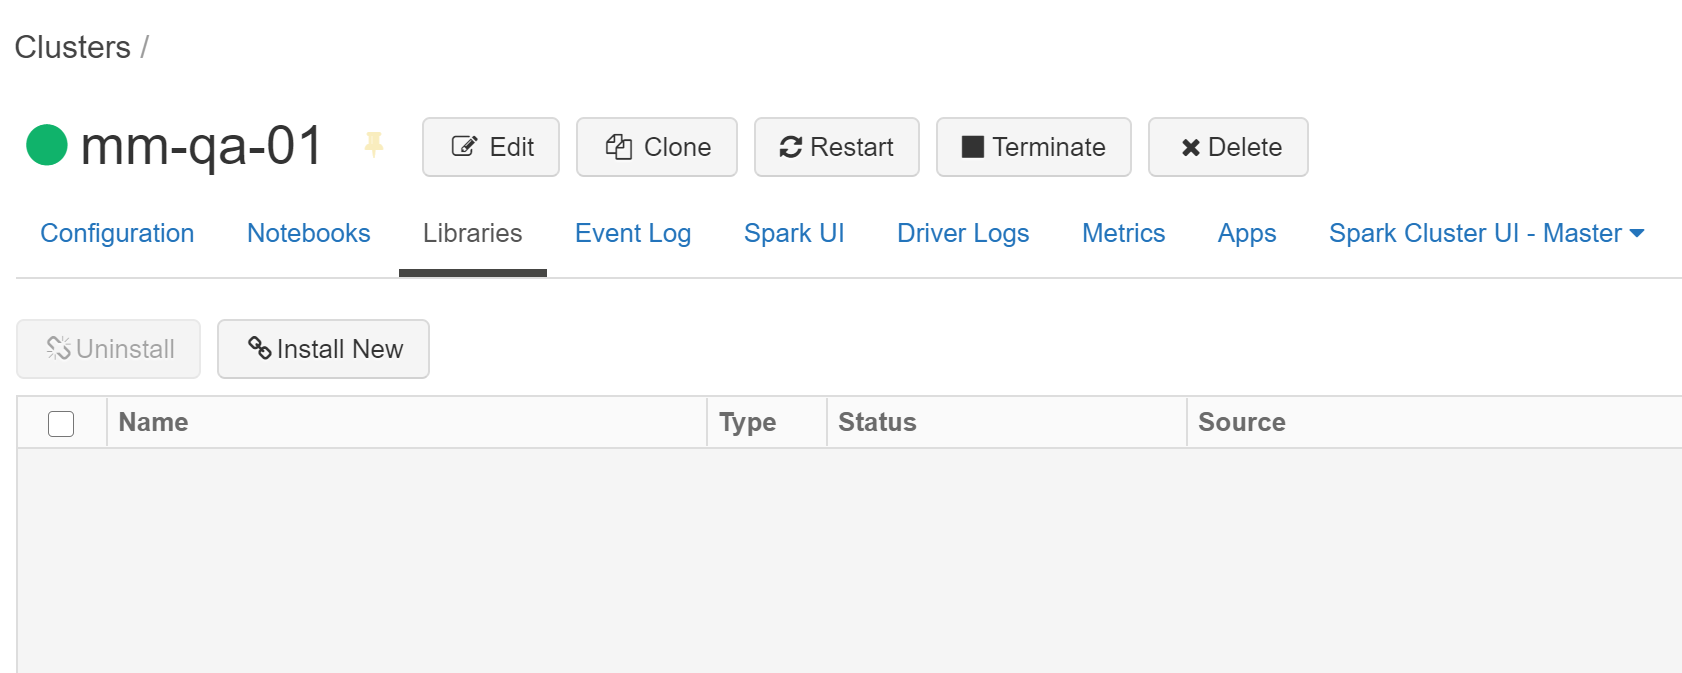 Clusters /
mm-qa-01 Edit Clone Restart Terminate Delete
Configuration Notebooks Libraries Event Log Spark UI Driver Logs Metrics Apps Spark Cluster UI - Master
Uninstall Install New
Name Type Status Source